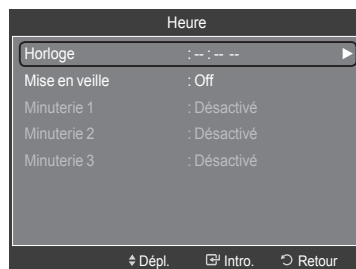 Heure
Horloge : -- : -- --
Mise en veille : Off
Minuterie 1 : Désactivé
Minuterie 2 : Désactivé
Minuterie 3 : Désactivé
Dépl. Intro. Retour